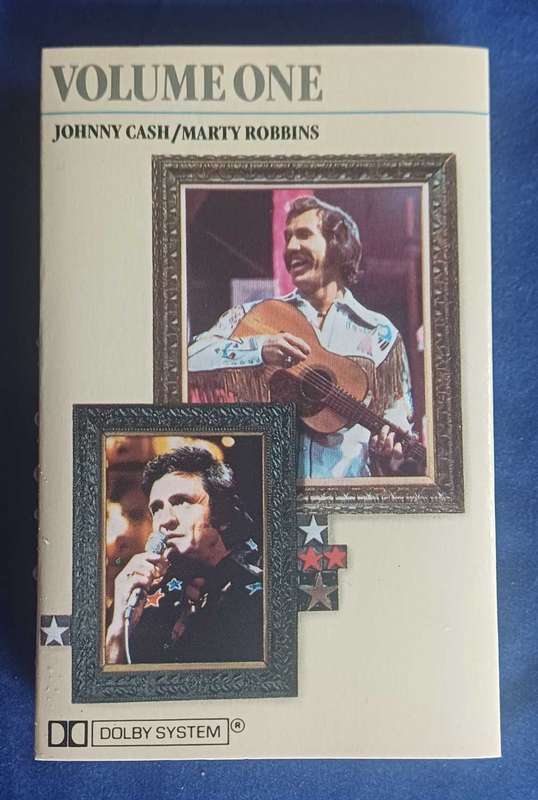 VOLUME ONE
JOHNNY CASH/MARTY ROBBINS
DOLBY SYSTEM®